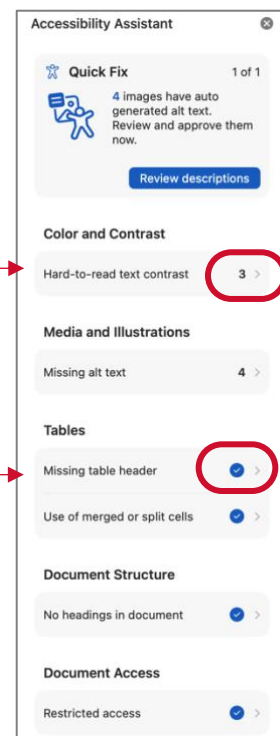 Accessibility Assistant
Quick Fix 1 of 1
4 images have auto
generated alt text.
Review and approve them
now.
Review descriptions
Color and Contrast
Hard-to-read text contrast 3
Media and Illustrations
Missing alt text 4
Tables
Missing table header
Use of merged or split cells
Document Structure
No headings in document
Document Access
Restricted access